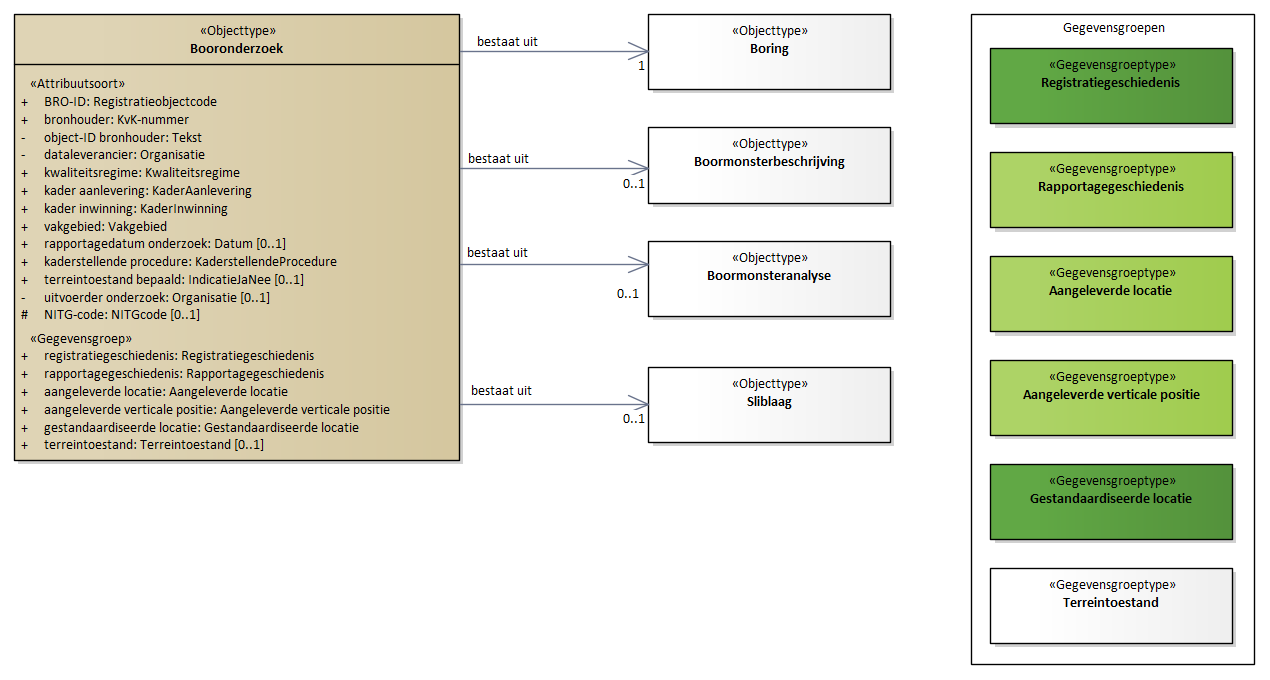 «Objecttype»
Booronderzoek
«Attribuutsoort»
+ BRO-ID: Registratieobjectcode
+ bronhouder: KvK-nummer
- object-ID bronhouder: Tekst
- dataleverancier: Organisatie
+ kwaliteitsregime: Kwaliteitsregime
+ kader aanlevering: KaderAanlevering
+ kader inwinning: KaderInwinning
+ vakgebied: Vakgebied
+ rapportagedatum onderzoek: Datum [0..1]
+ kaderstellende procedure: KaderstellendeProcedure
+ terreintoestand bepaald: IndicatieJaNee [0..1]
- uitvoerder onderzoek: Organisatie [0..1]
# NITG-code: NITGcode [0..1]
«Gegevensgroep»
+ registratiegeschiedenis: Registratiegeschiedenis
+ rapportagegeschiedenis: Rapportagegeschiedenis
+ aangeleverde locatie: Aangeleverde locatie
+ aangeleverde verticale positie: Aangeleverde verticale positie
+ gestandaardiseerde locatie: Gestandaardiseerde locatie
+ terreintoestand: Terreintoestand [0..1]
bestaat uit
1
«Objecttype»
Boring
bestaat uit
0..1
«Objecttype»
Boormonsterbeschrijving
bestaat uit
0..1
«Objecttype»
Boormonsteranalyse
bestaat uit
0..1
«Objecttype»
Sliblaag
Gegevensgroepen
«Gegevensgroeptype»
Registratiegeschiedenis
«Gegevensgroeptype»
Rapportagegeschiedenis
«Gegevensgroeptype»
Aangeleverde locatie
«Gegevensgroeptype»
Aangeleverde verticale positie
«Gegevensgroeptype»
Gestandaardiseerde locatie
«Gegevensgroeptype»
Terreintoestand